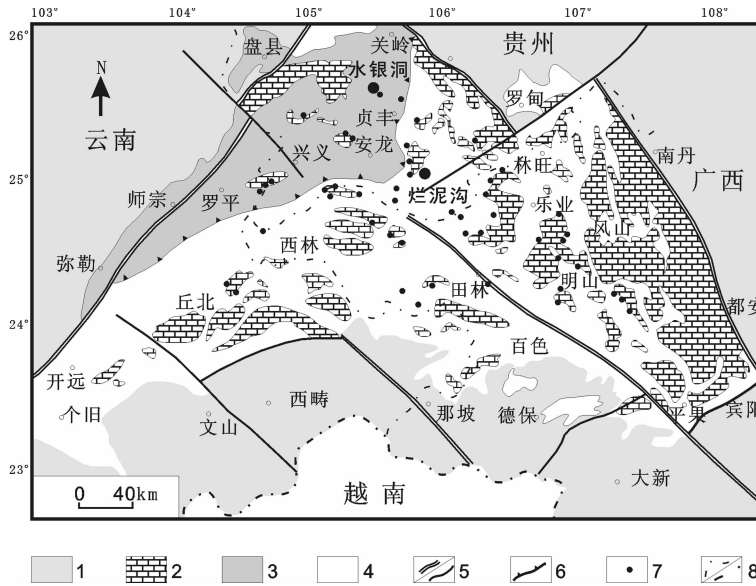 103° 104° 105° 106° 107° 108°
26°
盘县
关岭
贵州
水银洞
N
罗甸
云南
贞丰
兴义
安龙
秣旺
南丹
25°
广西
师宗
罗平
烂泥沟
乐业
风山
西林
弥勒
田林
明山
丘北
都安
24°
百色
开远
个旧
西畴
那坡
德保
平果
宾阳
文山
23°
大新
越南
0 40km
1 2 3 4 5 6 7 8